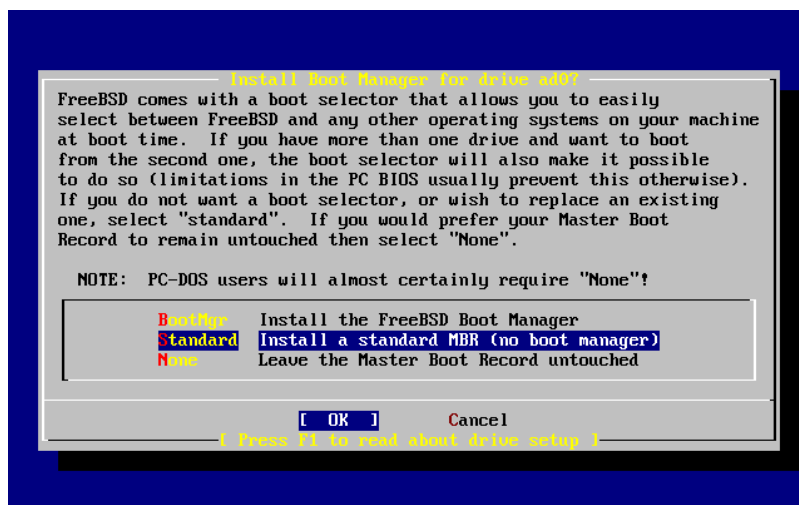 Install Boot Manager for drive ad0?
FreeBSD comes with a boot selector that allows you to easily
select between FreeBSD and any other operating systems on your machine
at boot time.  If you have more than one drive and want to boot
from the second one, the boot selector will also make it possible
to do so (limitations in the PC BIOS usually prevent this otherwise).
If you do not want a boot selector, or wish to replace an existing
one, select "standard".  If you would prefer your Master Boot
Record to remain untouched then select "None".
NOTE:  PC-DOS users will almost certainly require "None"!
BootMgr   Install the FreeBSD Boot Manager
Standard  Install a standard MBR (no boot manager)
None      Leave the Master Boot Record untouched
[  OK  ]       Cancel
[ Press F1 to read about drive setup ]